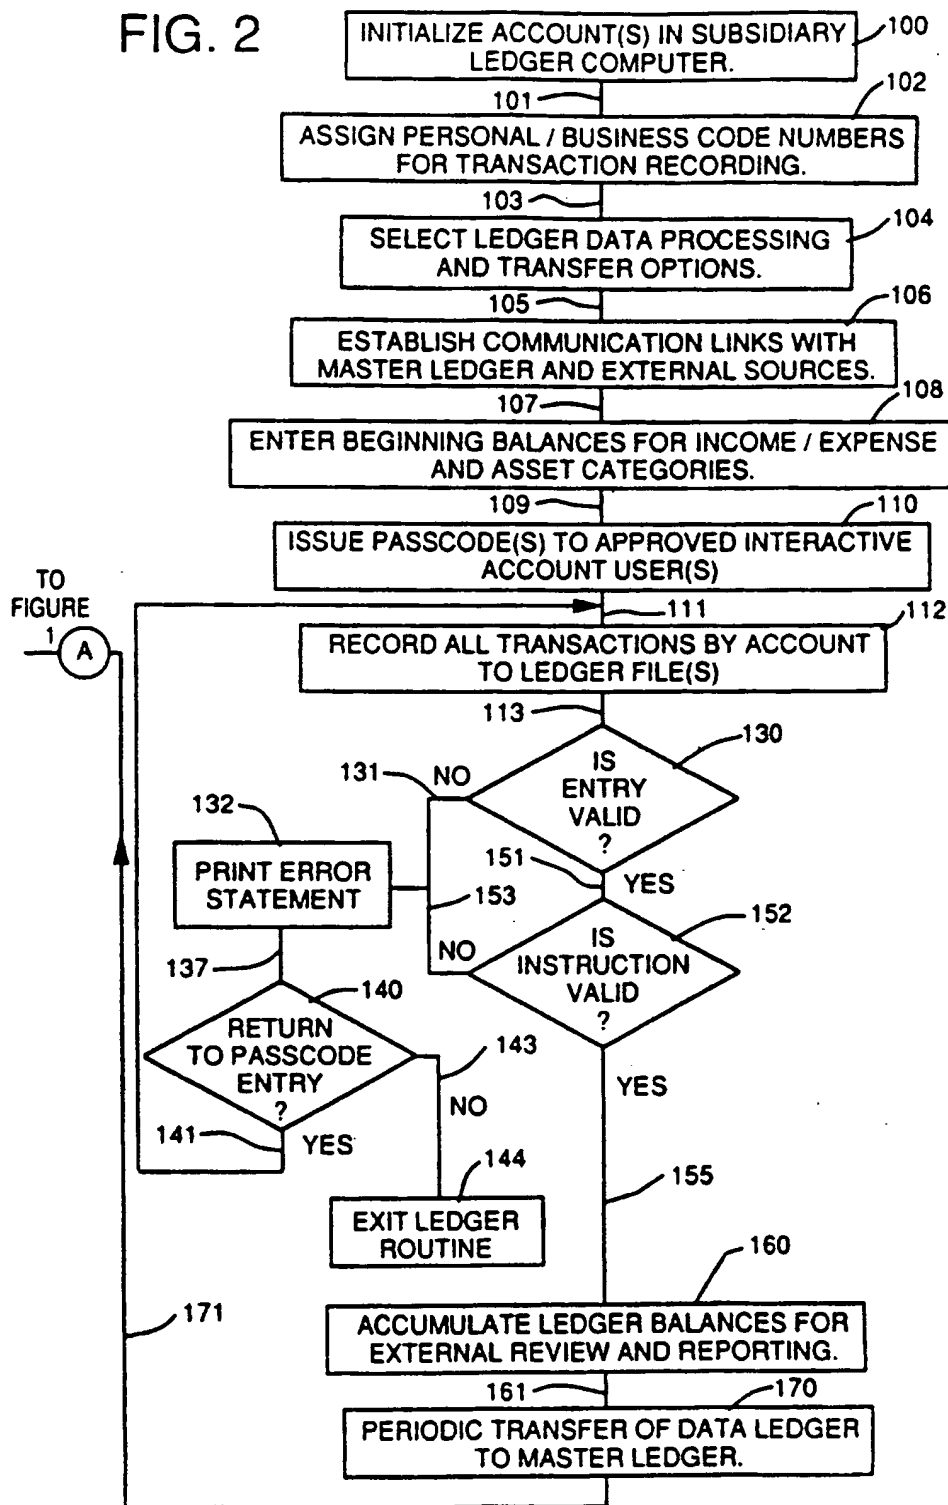 FIG. 2
INITIALIZE ACCOUNT(S) IN SUBSIDIARY
LEDGER COMPUTER.
100
101
102
ASSIGN PERSONAL / BUSINESS CODE NUMBERS
FOR TRANSACTION RECORDING.
103
104
SELECT LEDGER DATA PROCESSING
AND TRANSFER OPTIONS.
105
106
ESTABLISH COMMUNICATION LINKS WITH
MASTER LEDGER AND EXTERNAL SOURCES.
107
108
ENTER BEGINNING BALANCES FOR INCOME / EXPENSE
AND ASSET CATEGORIES.
109
110
ISSUE PASSCODE(S) TO APPROVED INTERACTIVE
ACCOUNT USER(S)
TO
FIGURE
1
A
111
112
RECORD ALL TRANSACTIONS BY ACCOUNT
TO LEDGER FILE(S)
113
130
IS
ENTRY
VALID
?
131
NO
132
PRINT ERROR
STATEMENT
151
YES
153
152
NO
IS
INSTRUCTION
VALID
?
137
140
RETURN
TO PASSCODE
ENTRY
?
143
NO
YES
141
YES
144
EXIT LEDGER
ROUTINE
155
160
171
ACCUMULATE LEDGER BALANCES FOR
EXTERNAL REVIEW AND REPORTING.
161
170
PERIODIC TRANSFER OF DATA LEDGER
TO MASTER LEDGER.